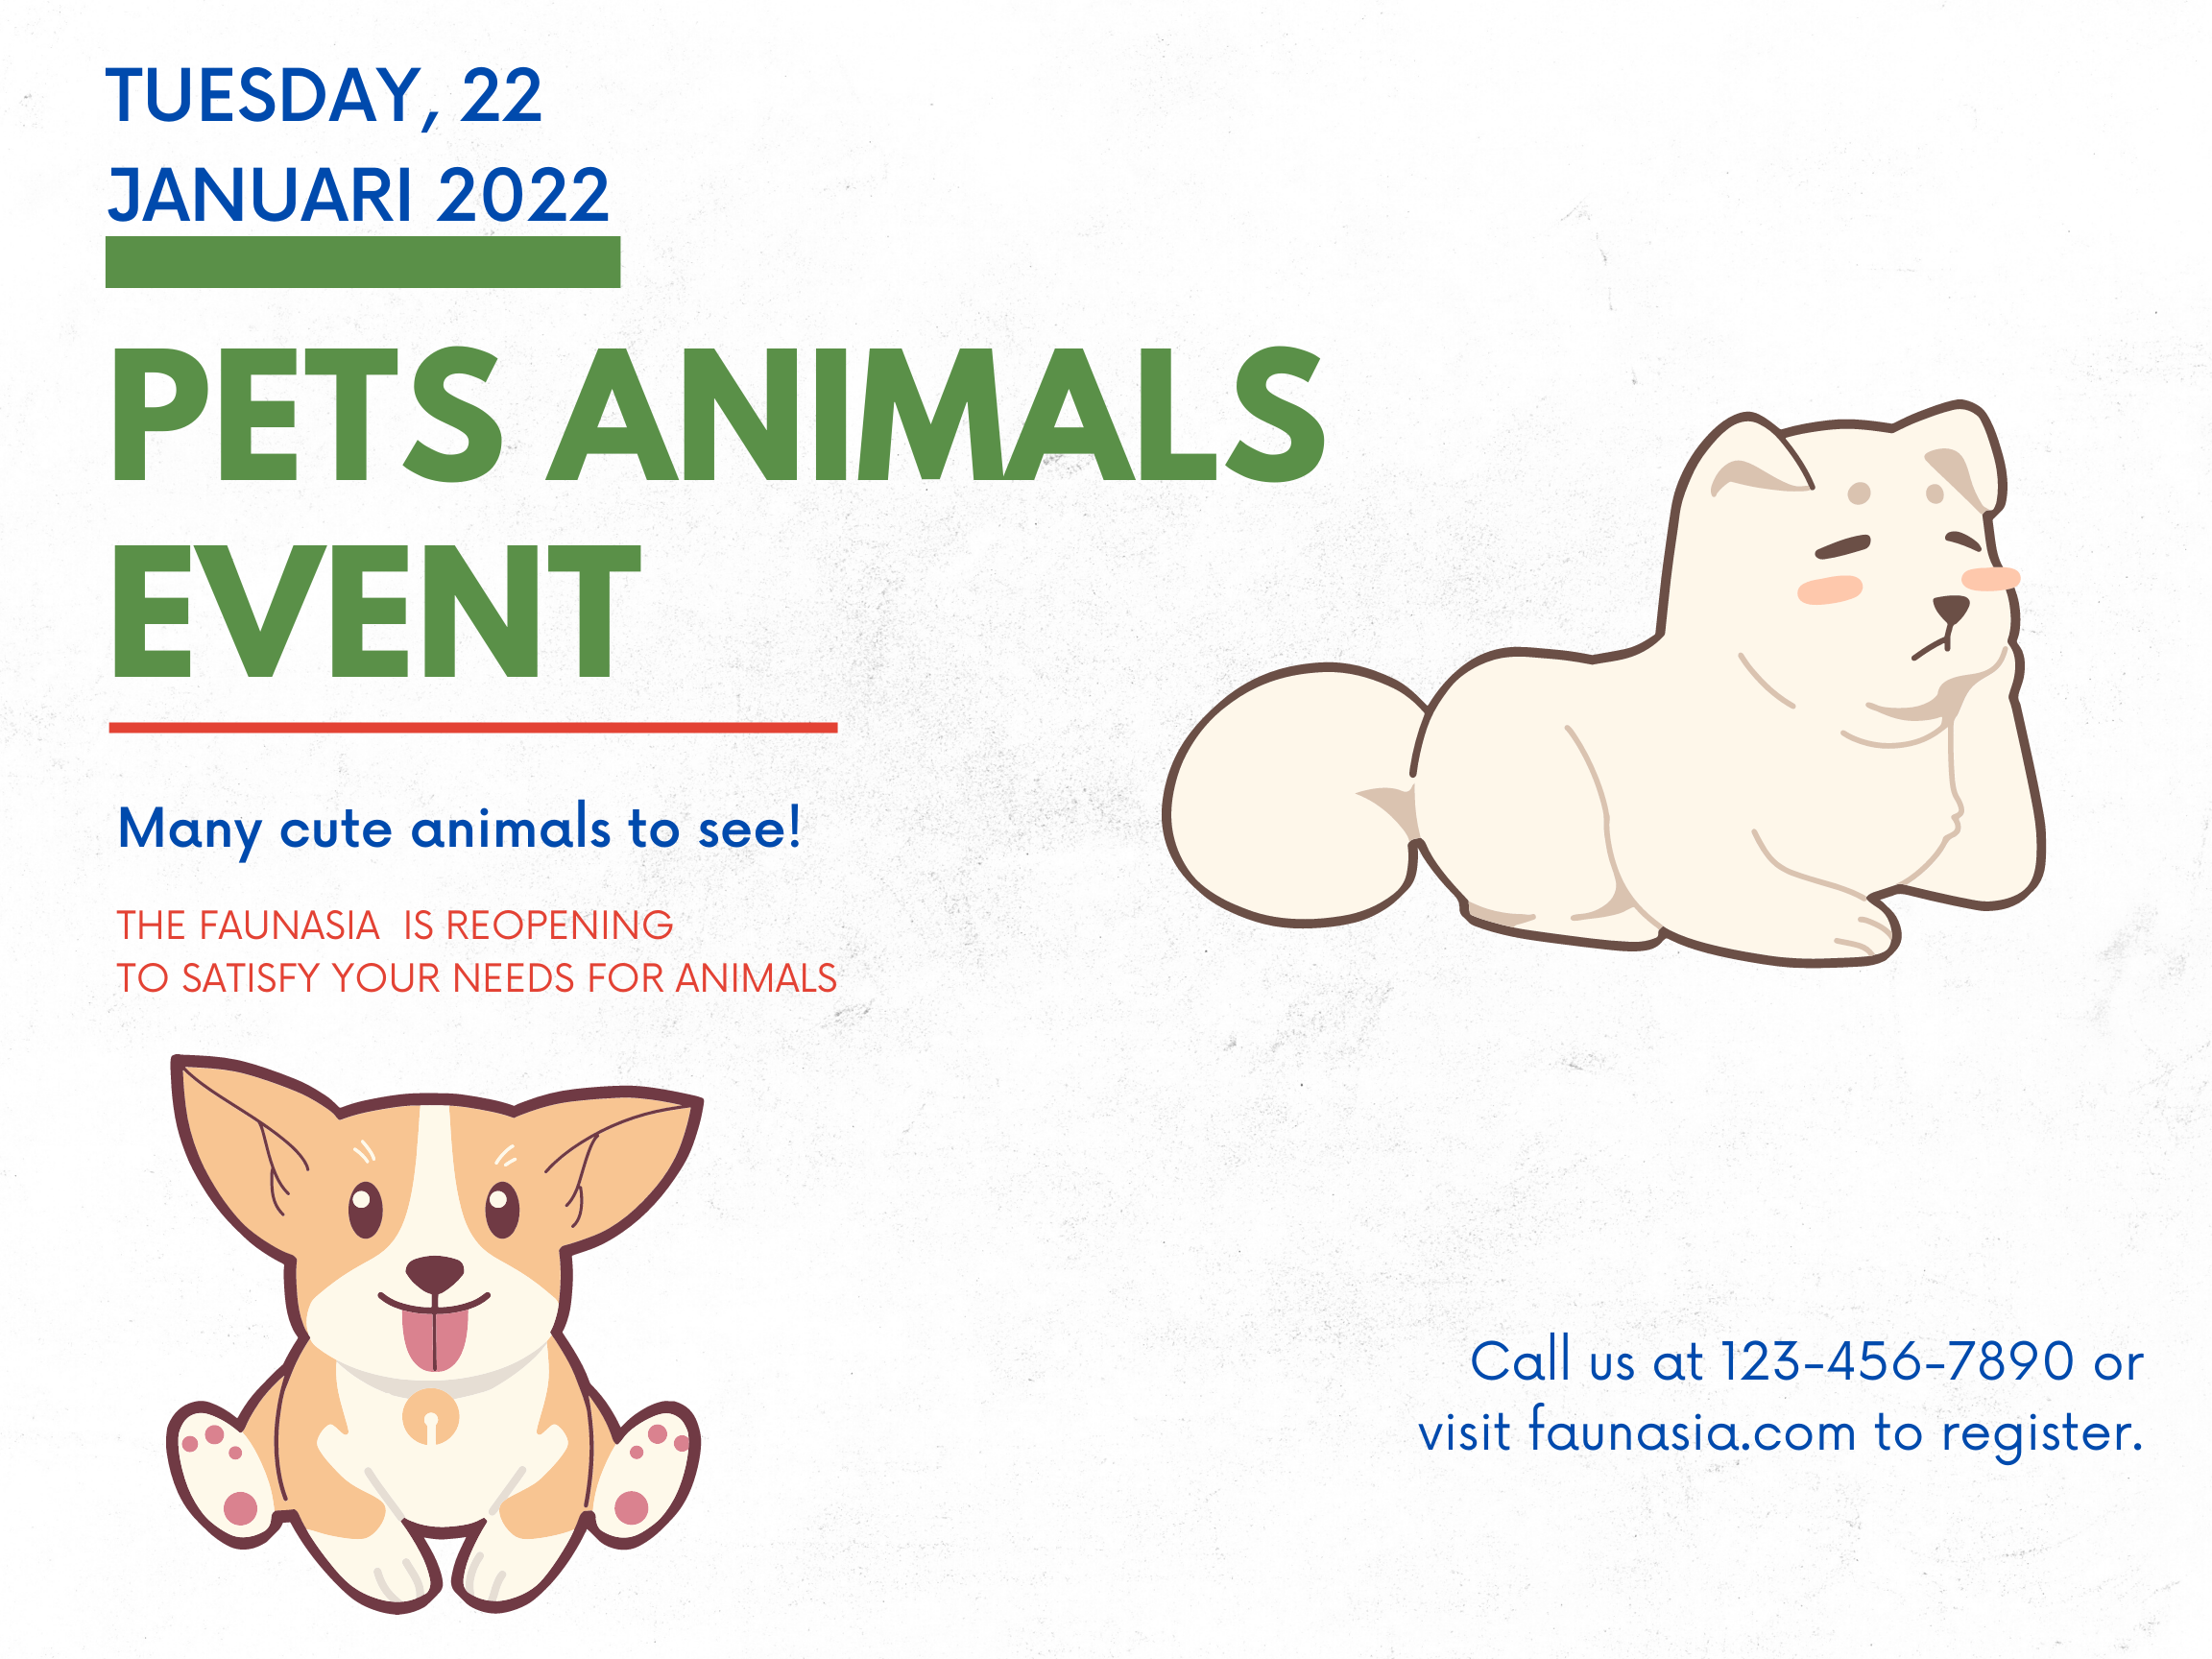 TUESDAY, 22
JANUARI 2022
PETS ANIMALS
EVENT
Many cute animals to see!
THE FAUNASIA  IS REOPENING
TO SATISFY YOUR NEEDS FOR ANIMALS
Call us at 123-456-7890 or
visit faunasia.com to register.